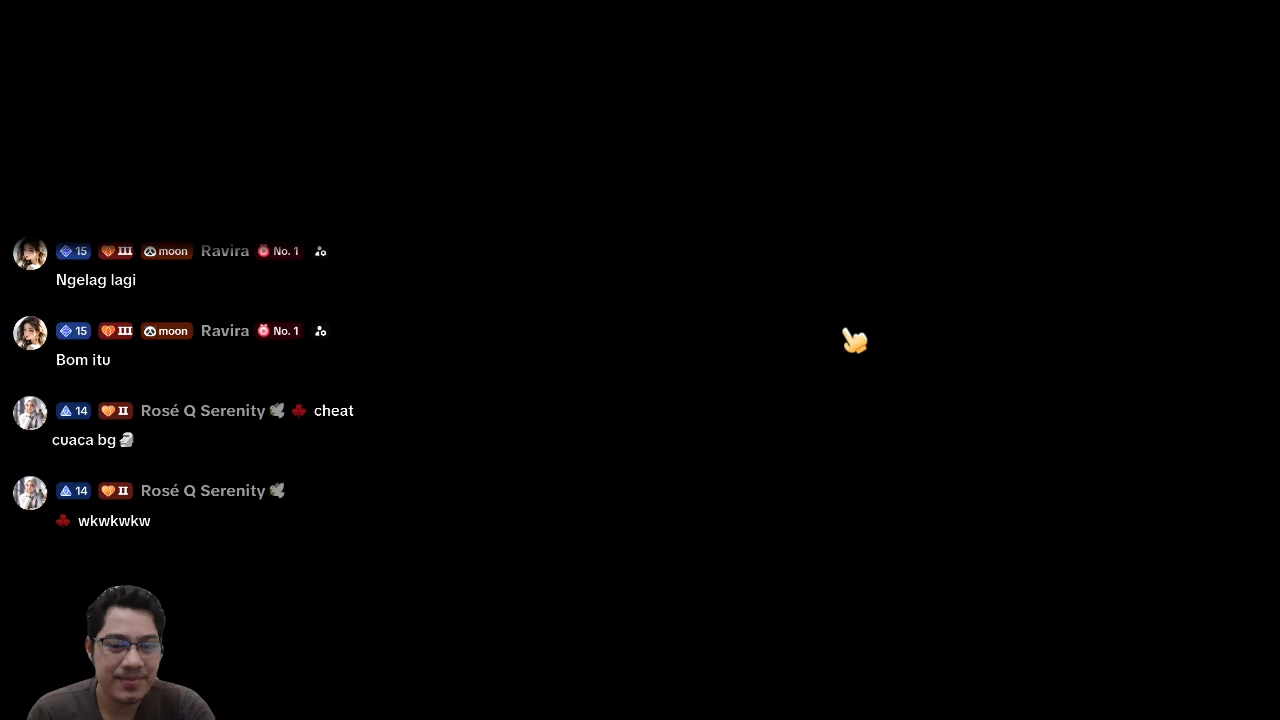 15 III moon Ravira No. 1
Ngelag lagi
15 III moon Ravira No. 1
Bom itu
14 II Rosé Q Serenity🕊️ ♣️ cheat
cuaca bg🗿
14 II Rosé Q Serenity🕊️
♣️ wkwkwkw